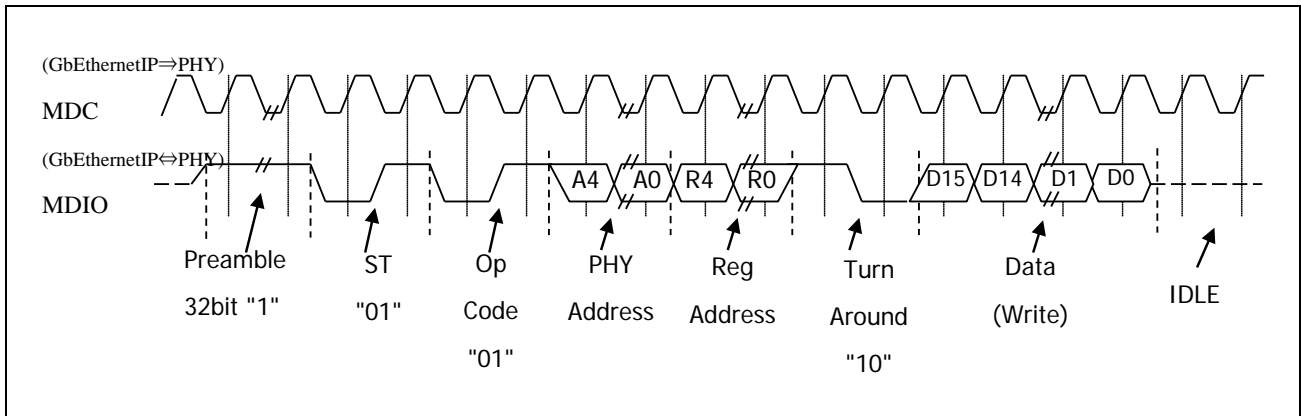 (GbEthernetIP⇒PHY)
MDC
(GbEthernetIP⇔PHY)
MDIO
A4 A0 R4 R0 D15 D14 D1 D0
Preamble
32bit "1"
ST
"01"
Op
Code
"01"
PHY
Address
Reg
Address
Turn
Around
"10"
Data
(Write)
IDLE